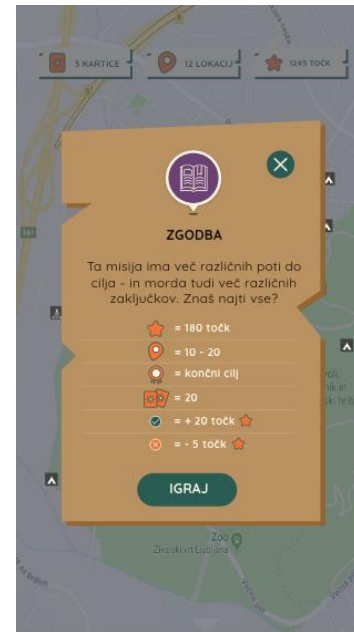 3 KARTICE
12 LOKACIJ
1245 TOČK
ZGODBA
Ta misija ima več različnih poti do
cilja - in morda tudi več različnih
zaključkov. Znaš najti vse?
= 180 točk
= 10 - 20
= končni cilj
= 20
= + 20 točk
= - 5 točk
IGRAJ
Zoo
Živalski vrt Ljubljana
Večna pot